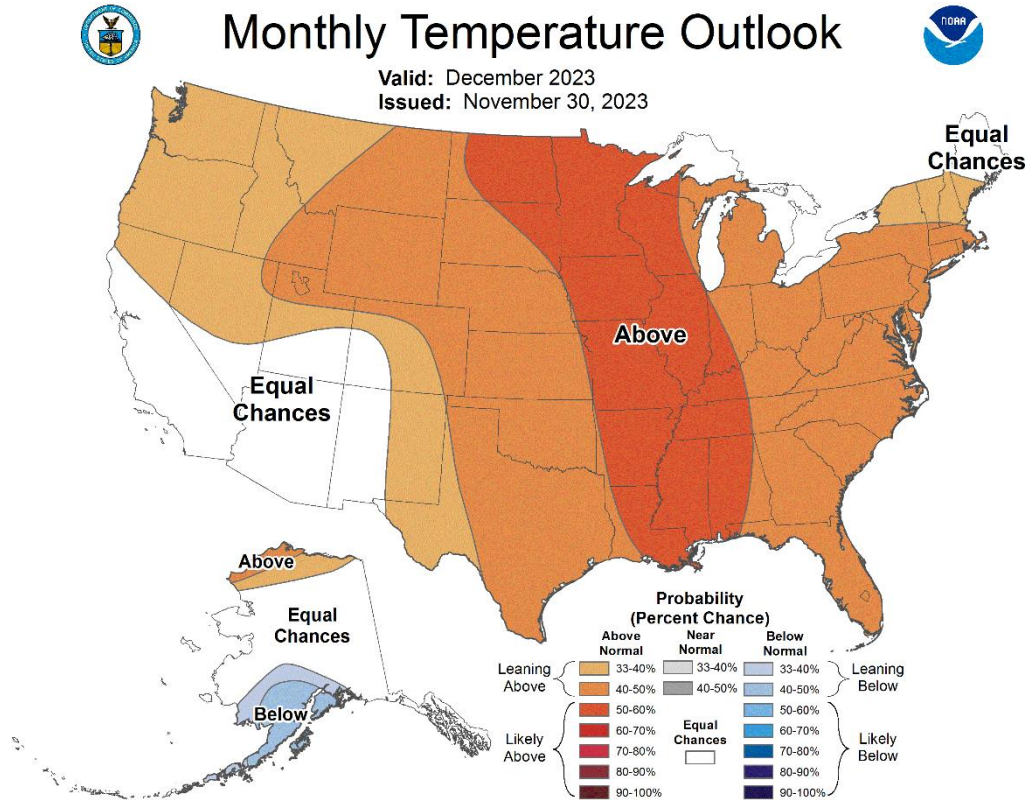 Monthly Temperature Outlook
NOAA
Valid: December 2023
Issued: November 30, 2023
Equal
Chances
Above
Equal
Chances
Above
Equal
Chances
Below
Probability
(Percent Chance)
Above
Normal
Near
Normal
Below
Normal
Leaning
Above
33-40%
33-40%
33-40%
Leaning
Below
40-50%
40-50%
40-50%
Likely
Above
50-60%
60-70%
70-80%
80-90%
90-100%
Equal
Chances
50-60%
60-70%
70-80%
80-90%
90-100%
Likely
Below